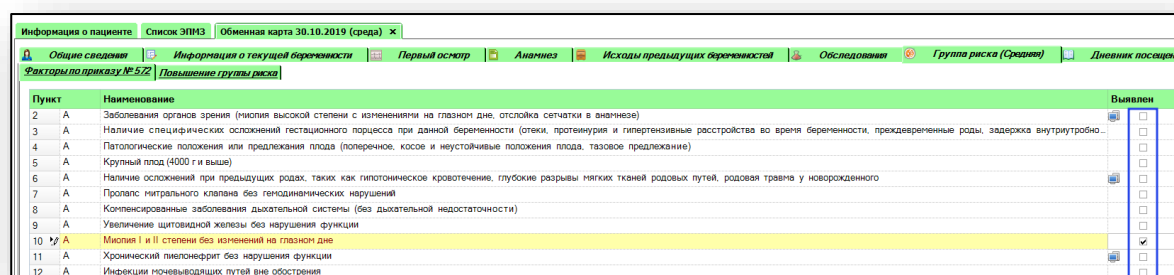 Информация о пациенте Список ЭПМЗ Обменная карта 30.10.2019 (среда) ×
Общие сведения Информация о текущей беременности Первый осмотр Анамнез Исходы предыдущих беременностей Обследования Группа риска (Средняя) Дневник посещен
Факторы по приказу № 572 Повышение группы риска
Пункт Наименование Выявлен
2 А Заболевания органов зрения (миопия высокой степени с изменениями на глазном дне, отслойка сетчатки в анамнезе)
3 А Наличие специфических осложнений гестационного порцесса при данной беременности (отеки, протеинурия и гипертензивные расстройства во время беременности, преждевременные роды, задержка внутриутробно...
4 А Патологические положения или предлежания плода (поперечное, косое и неустойчивые положения плода, тазовое предлежание)
5 А Крупный плод (4000 г и выше)
6 А Наличие осложнений при предыдущих родах, таких как гипотоническое кровотечение, глубокие разрывы мягких тканей родовых путей, родовая травма у новорожденного
7 А Пролапс митрального клапана без гемодинамических нарушений
8 А Компенсированные заболевания дыхательной системы (без дыхательной недостаточности)
9 А Увеличение щитовидной железы без нарушения функции
10 А Миопия I и II степени без изменений на глазном дне
11 А Хронический пиелонефрит без нарушения функции
12 А Инфекции мочевыводящих путей вне обострения